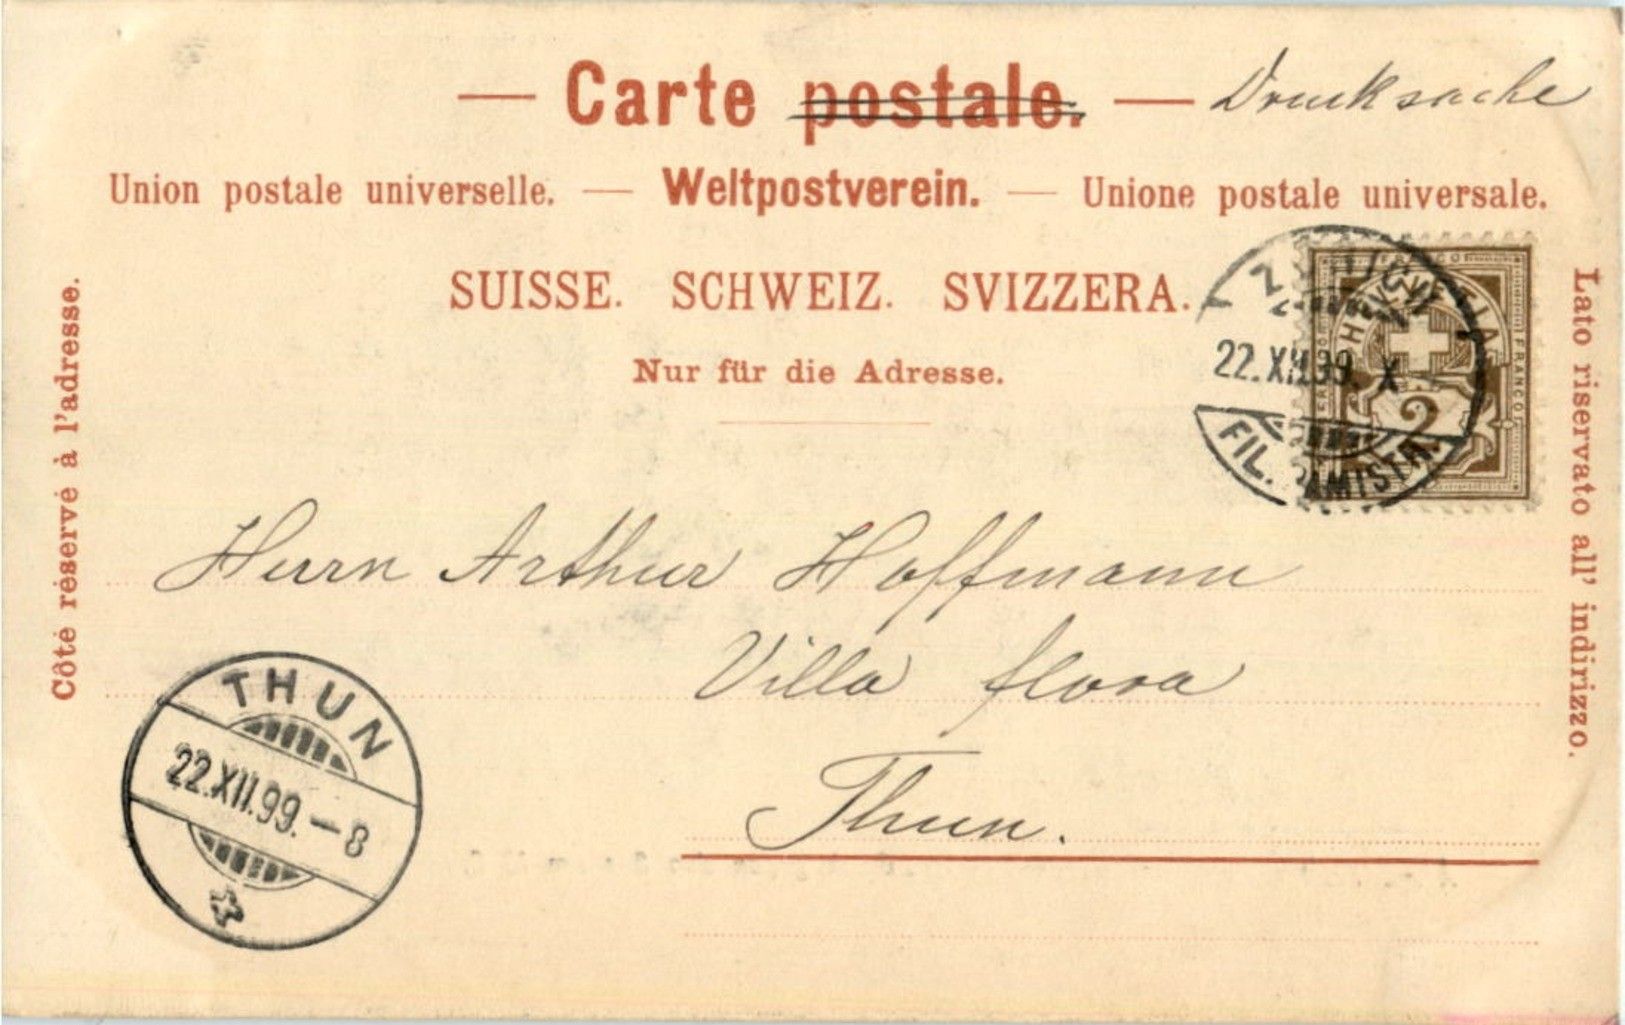 — Carte postale. — Drucksache
Union postale universelle. — Weltpostverein. — Unione postale universale.
SUISSE. SCHWEIZ. SVIZZERA.
Nur für die Adresse.
Côté réservé à l'adresse.
Lato riservato all' indirizzo.
ZÜRICH
22.XII.99. X
FIL. BAMISTR.
HELVETIA
FRANCO
2
Herrn Arthur Hoffmann
Villa flora
Thun.
THUN
22.XII.99.—8